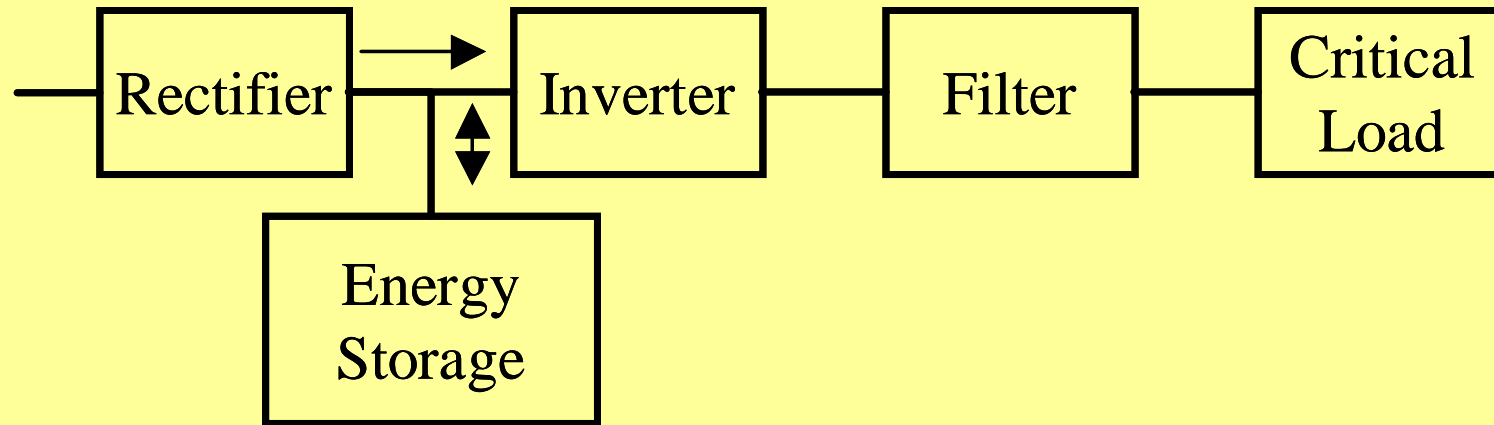 Rectifier
Inverter
Filter
Critical
Load
Energy
Storage